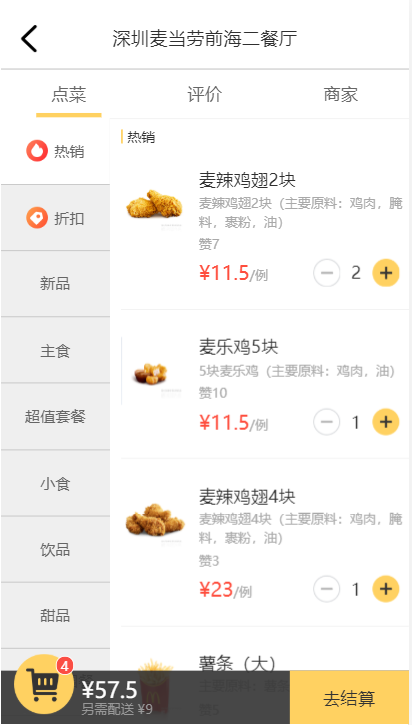 深圳麦当劳前海二餐厅
点菜 评价 商家
热销
折扣
新品
主食
超值套餐
小食
饮品
甜品
热销
麦辣鸡翅2块
麦辣鸡翅2块（主要原料：鸡肉，腌
料，裹粉，油）
赞7
¥11.5/例 2
麦乐鸡5块
5块麦乐鸡（主要原料：鸡肉，油）
赞10
¥11.5/例 1
麦辣鸡翅4块
麦辣鸡翅4块（主要原料：鸡肉，腌
料，裹粉，油）
赞3
¥23/例 1
薯条（大）
赞5
4
¥57.5
另需配送 ¥9
去结算